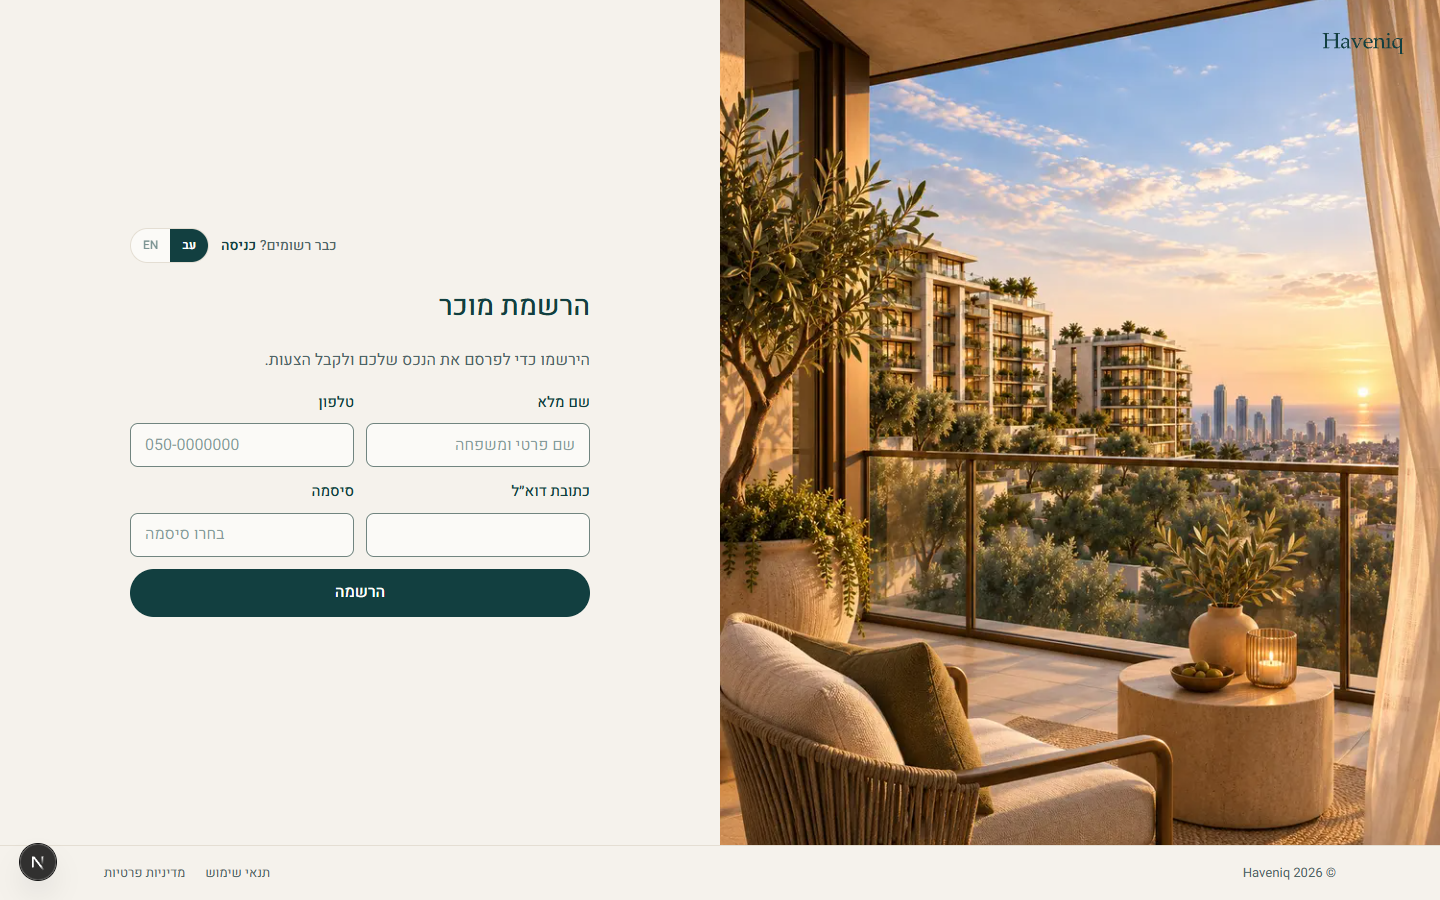 Haveniq
כבר רשומים? כניסה
עב
EN
הרשמת מוכר
הירשמו כדי לפרסם את הנכס שלכם ולקבל הצעות.
שם מלא
טלפון
שם פרטי ומשפחה
050-0000000
כתובת דוא״ל
סיסמה
בחרו סיסמה
הרשמה
© Haveniq 2026
תנאי שימוש
מדיניות פרטיות
N